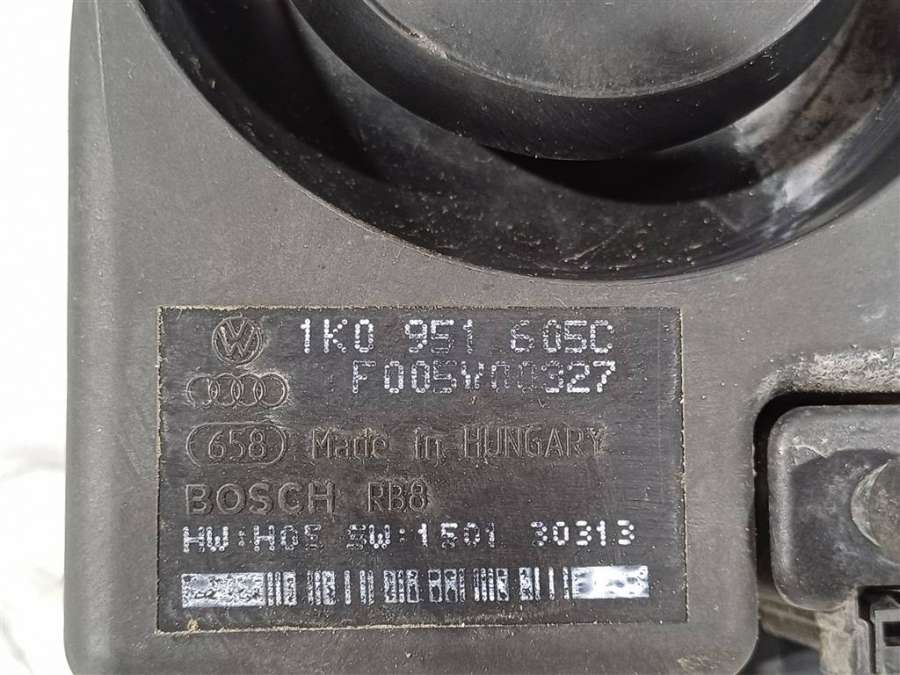 1K0 951 605C
F005V00327
658 Made in HUNGARY
BOSCH RB8
HW:H05 SW:1501 30313